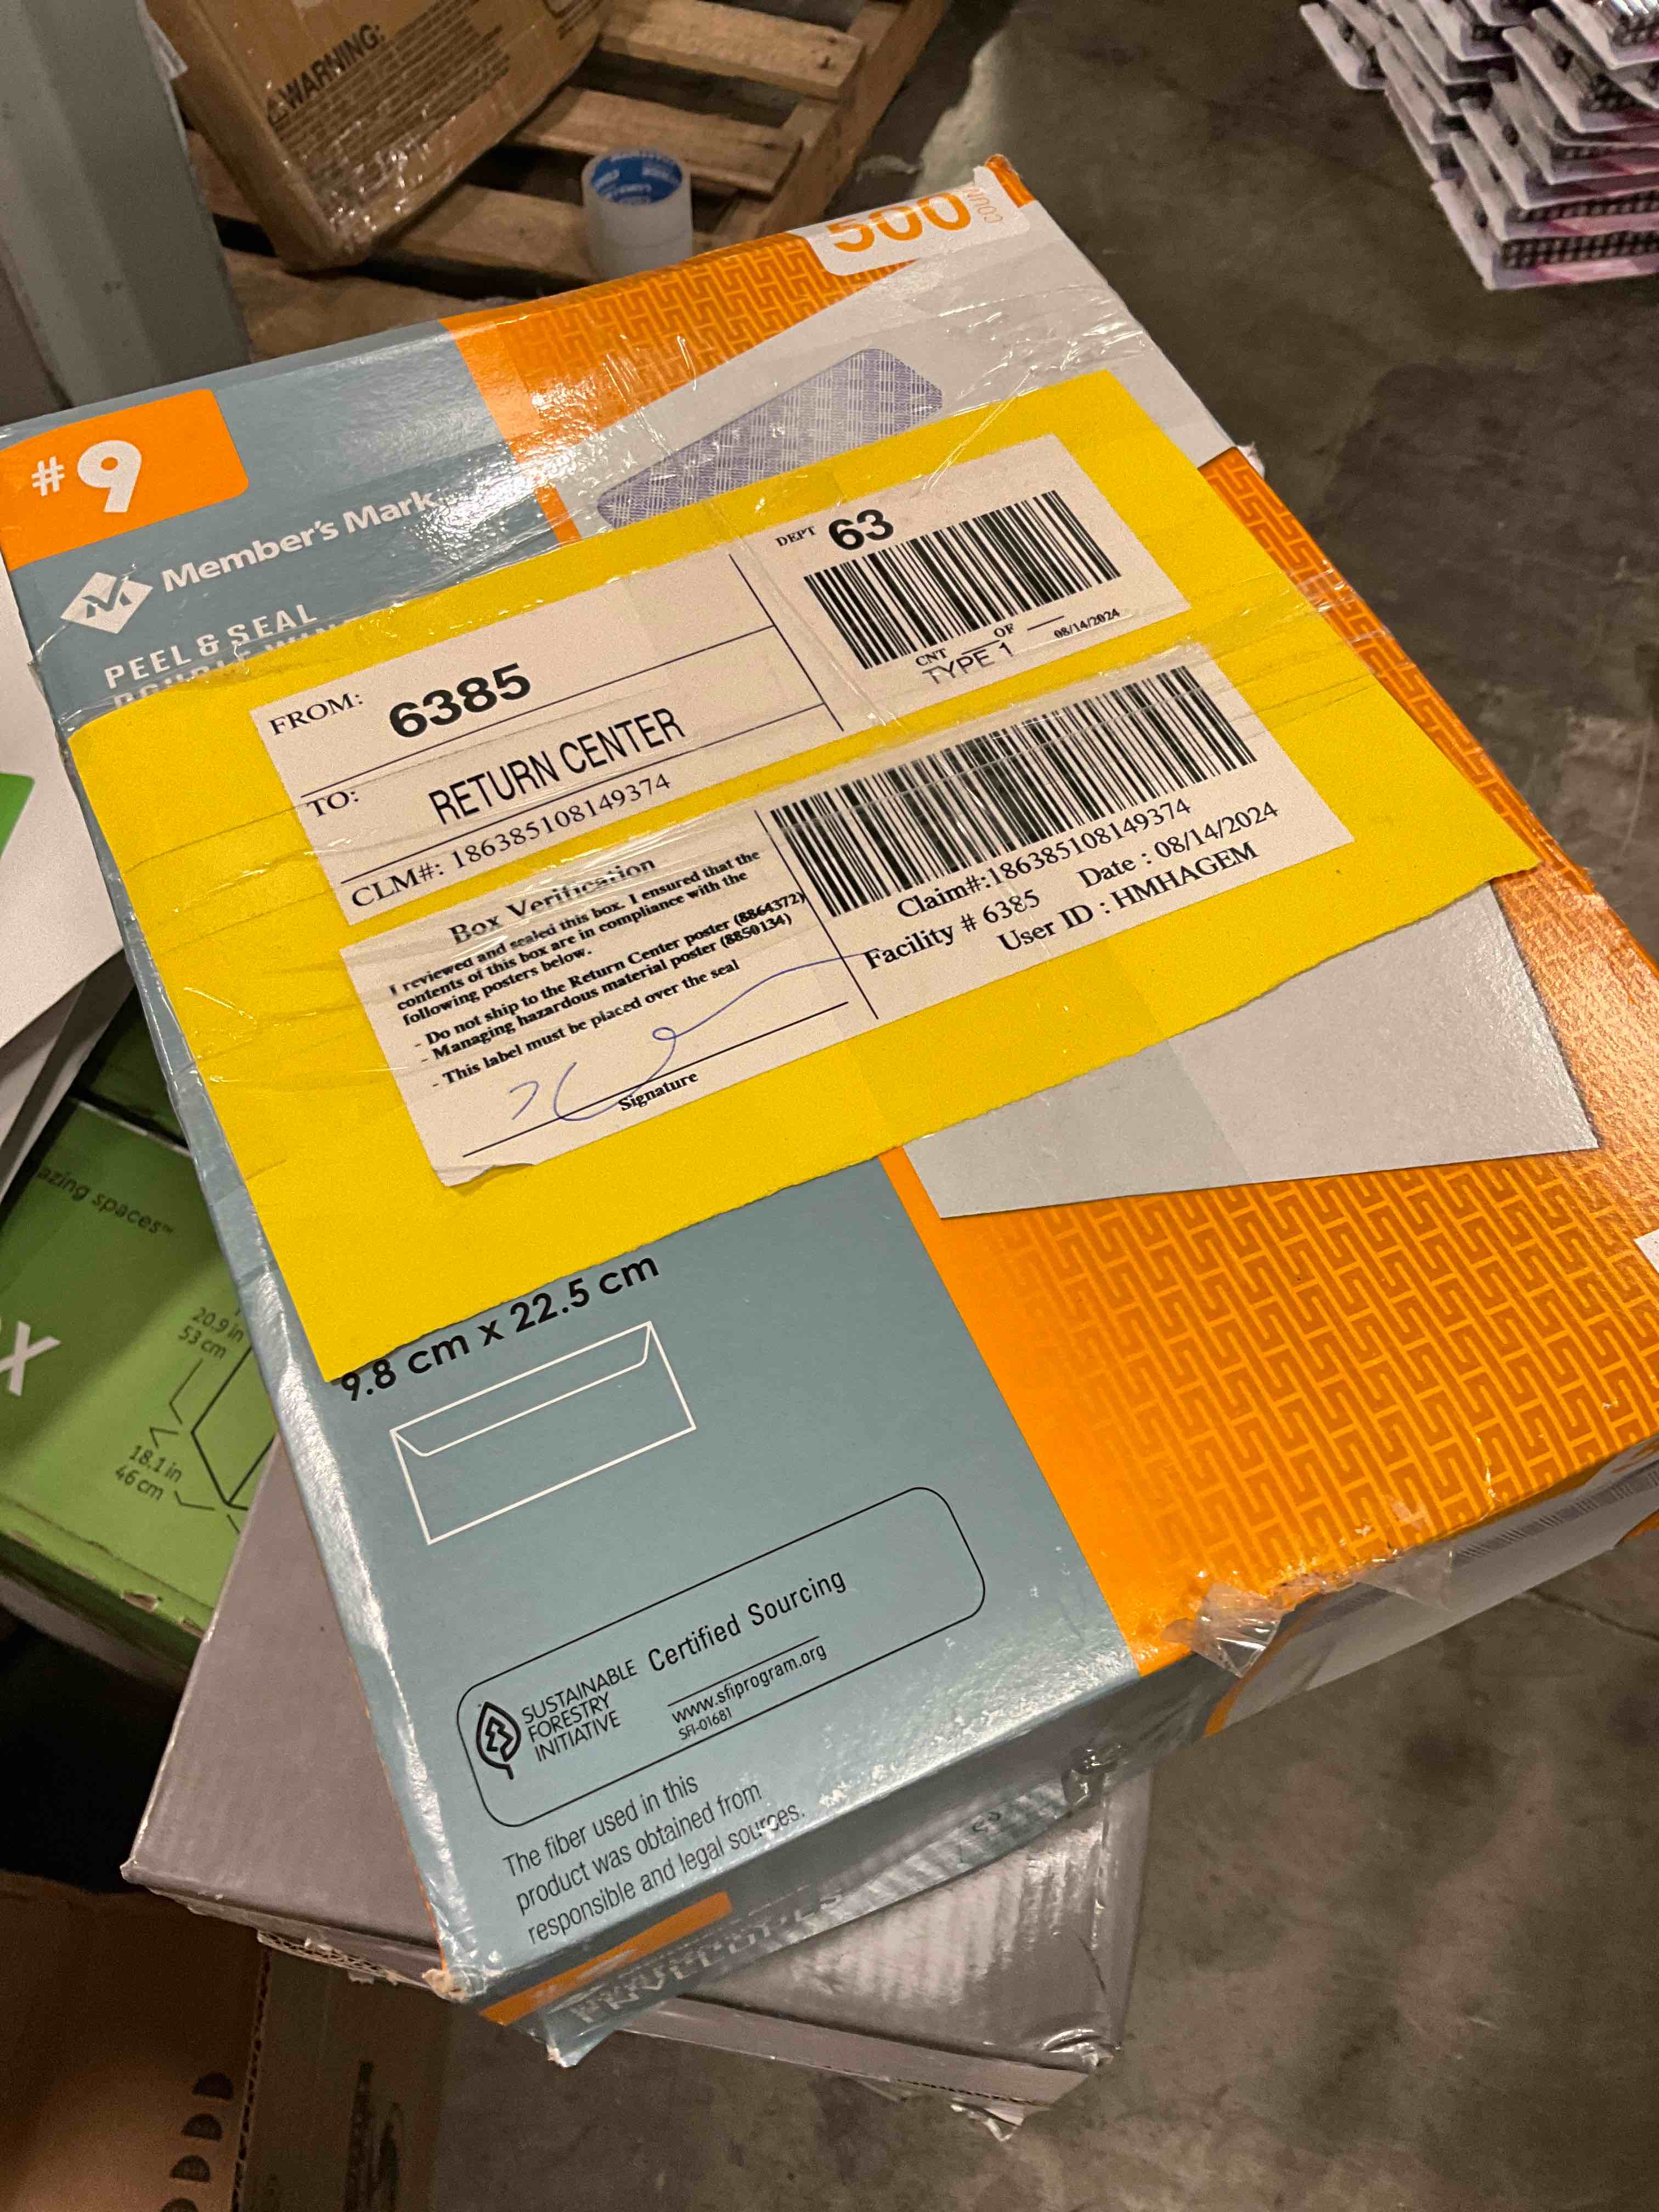 WARNING:
500
COUNT
#9
Member's Mark
PEEL & SEAL
FROM: 6385
TO: RETURN CENTER
CLM#: 186385108149374
DEPT 63
CNT ___ OF ___
08/14/2024
TYPE 1
Box Verification
I reviewed and sealed this box. I ensured that the
contents of this box are in compliance with the
following posters below.
- Do not ship to the Return Center poster (8864372)
- Managing hazardous material poster (8850134)
- This label must be placed over the seal
Signature
Claim#:186385108149374
Facility # 6385 Date : 08/14/2024
User ID : HMHAGEM
9.8 cm x 22.5 cm
SUSTAINABLE
FORESTRY
INITIATIVE
Certified Sourcing
www.sfiprogram.org
SFI-01681
The fiber used in this
product was obtained from
responsible and legal sources.
azing spaces™
20.9 in
53 cm
18.1 in
46 cm